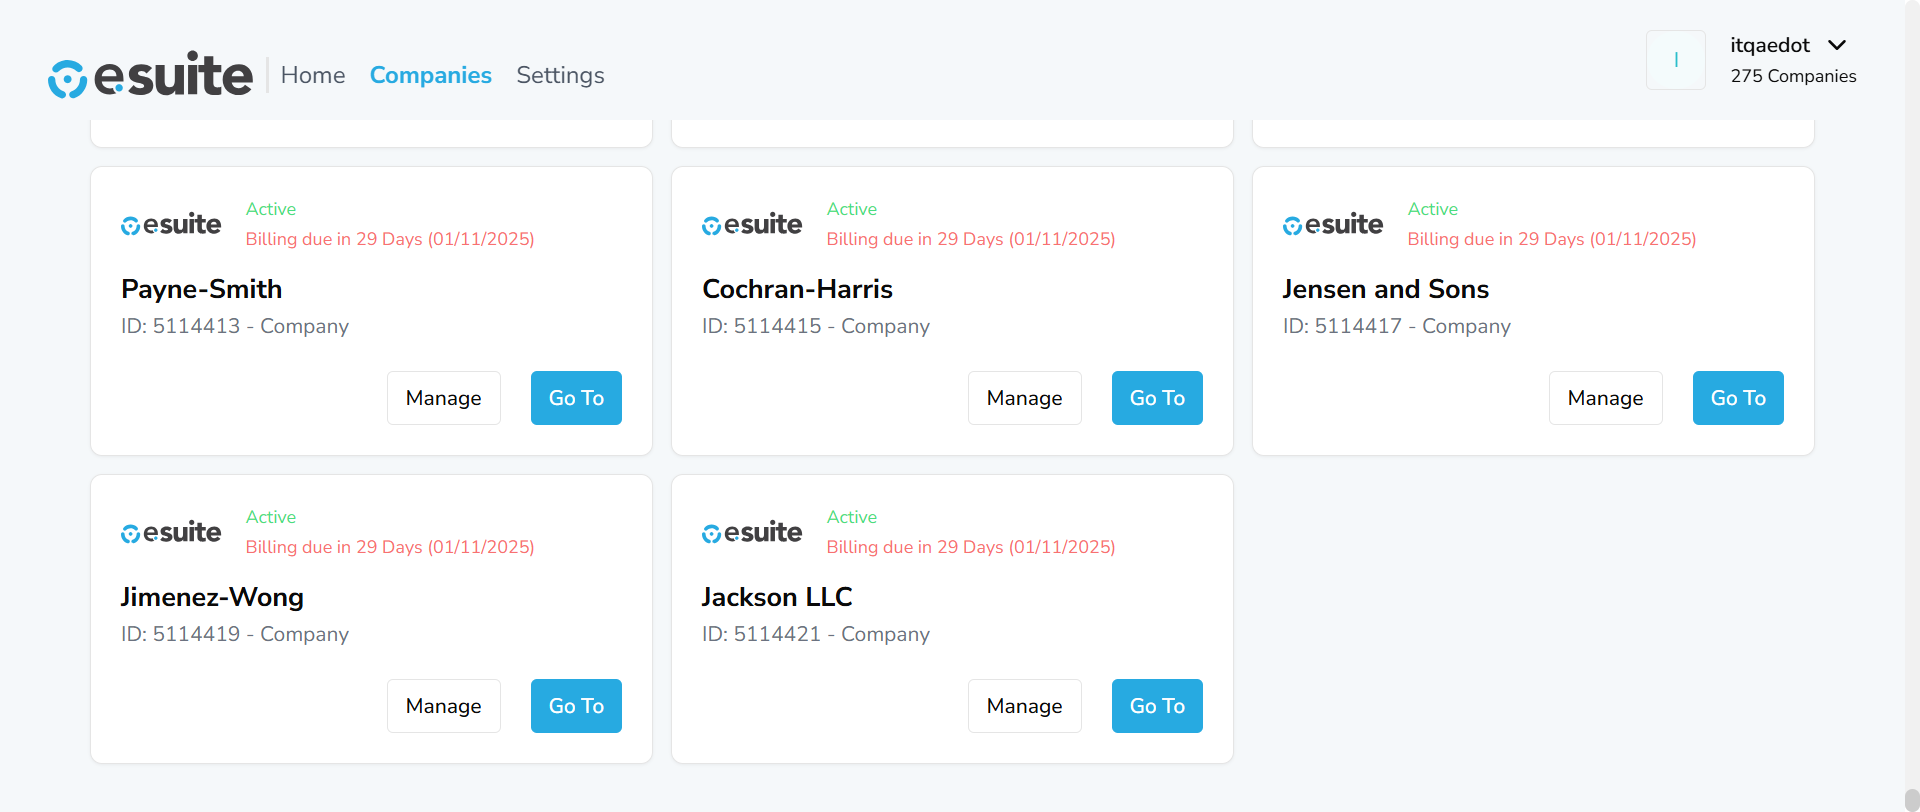 esuite
Home Companies Settings
I
itqaedot
275 Companies
esuite
Active
Billing due in 29 Days (01/11/2025)
Payne-Smith
ID: 5114413 - Company
Manage Go To
esuite
Active
Billing due in 29 Days (01/11/2025)
Cochran-Harris
ID: 5114415 - Company
Manage Go To
esuite
Active
Billing due in 29 Days (01/11/2025)
Jensen and Sons
ID: 5114417 - Company
Manage Go To
esuite
Active
Billing due in 29 Days (01/11/2025)
Jimenez-Wong
ID: 5114419 - Company
Manage Go To
esuite
Active
Billing due in 29 Days (01/11/2025)
Jackson LLC
ID: 5114421 - Company
Manage Go To